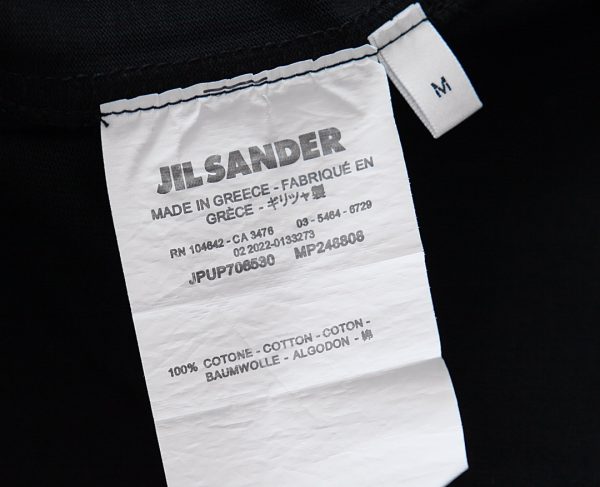 JIL SANDER
MADE IN GREECE - FABRIQUÉ EN
GRÈCE - ギリツャ製
RN 104642 - CA 3476 03 - 5464 - 6729
02 2022-0133273
JPUP706530 MP248808
100% COTONE - COTTON - COTON -
BAUMWOLLE - ALGODON - 綿
M